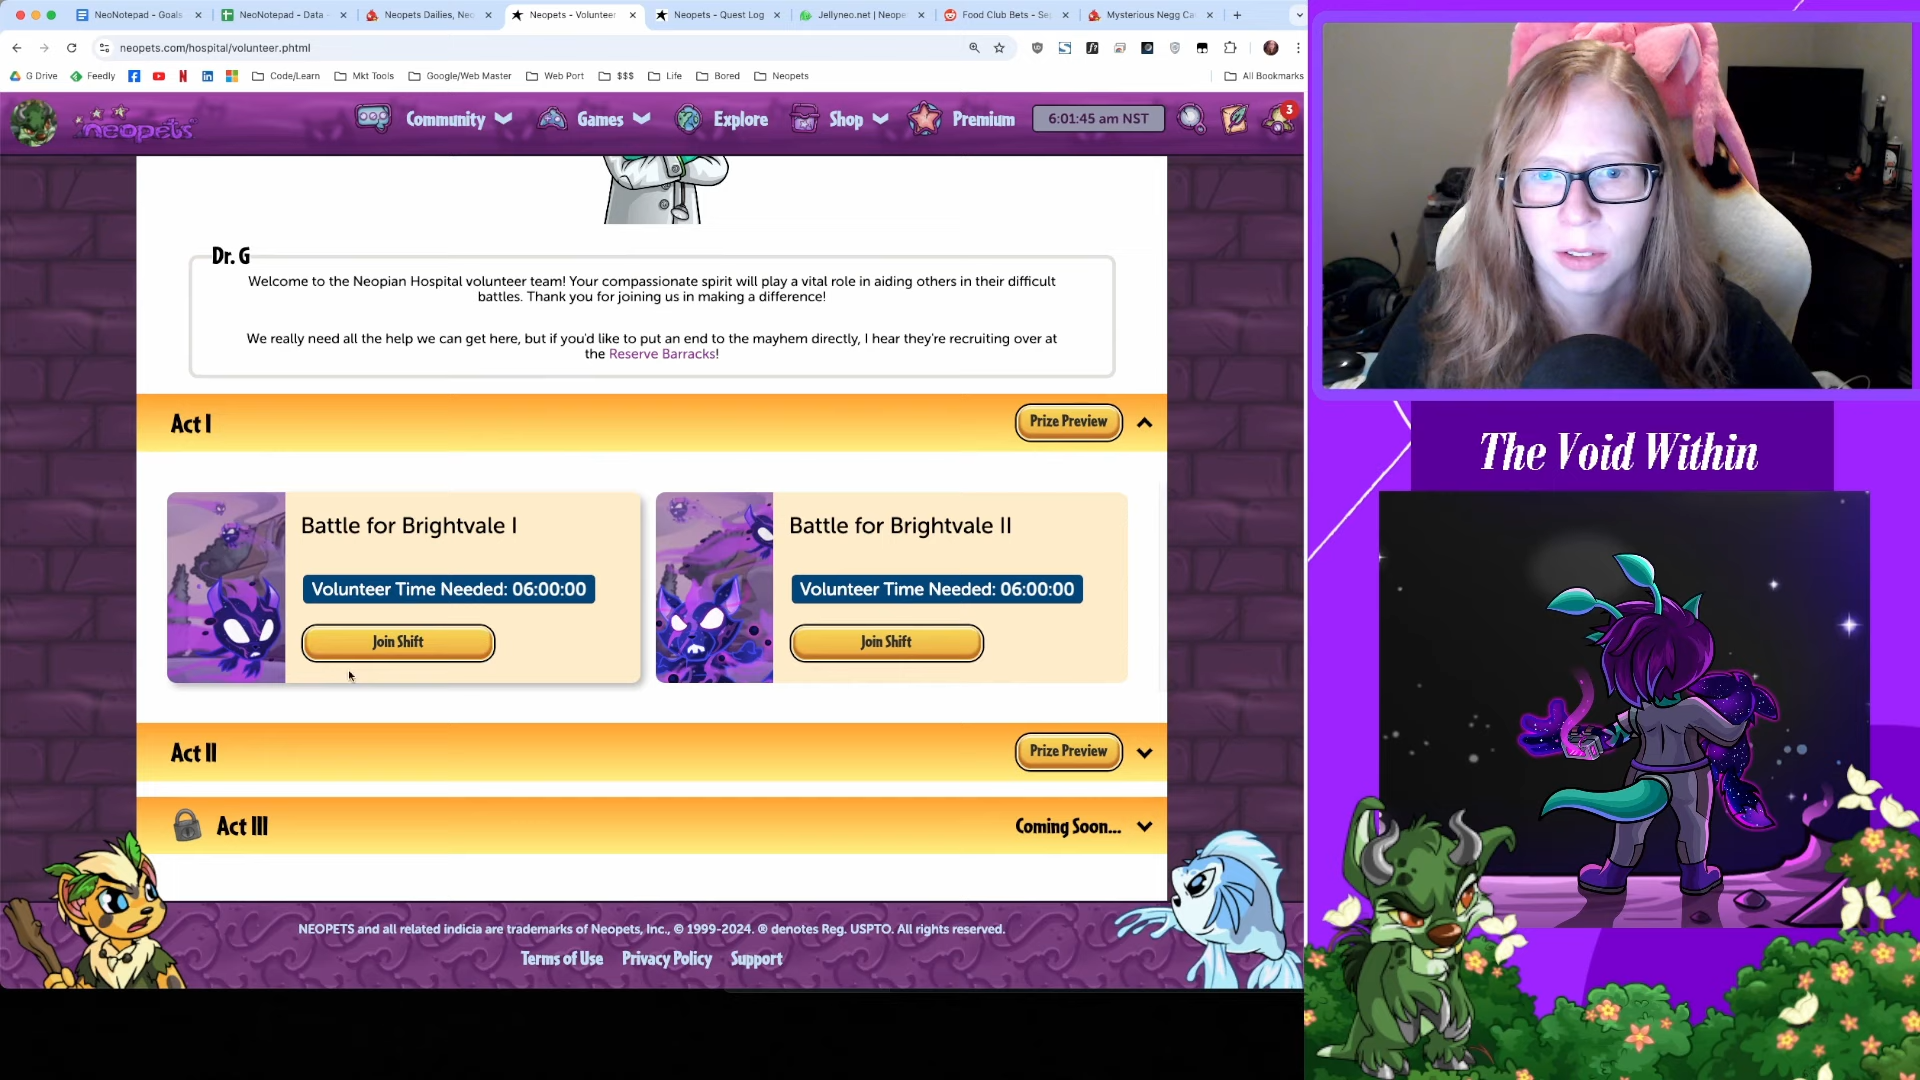 NeoNotepad - Goals
NeoNotepad - Data -
Neopets Dailies, Neo
Neopets - Volunteer
Neopets - Quest Log
Jellyneo.net | Neope
Food Club Bets - Se
Mysterious Negg Ca
neopets.com/hospital/volunteer.phtml
G Drive
Feedly
Code/Learn
Mkt Tools
Google/Web Master
Web Port
$$$
Life
Bored
Neopets
All Bookmarks
neopets
Community
Games
Explore
Shop
Premium
6:01:45 am NST
3
Dr. G
Welcome to the Neopian Hospital volunteer team! Your compassionate spirit will play a vital role in aiding others in their difficult
battles. Thank you for joining us in making a difference!
We really need all the help we can get here, but if you'd like to put an end to the mayhem directly, I hear they're recruiting over at
the Reserve Barracks!
Act I
Prize Preview
Battle for Brightvale I
Volunteer Time Needed: 06:00:00
Join Shift
Battle for Brightvale II
Volunteer Time Needed: 06:00:00
Join Shift
Act II
Prize Preview
Act III
Coming Soon...
NEOPETS and all related indicia are trademarks of Neopets, Inc., © 1999-2024. ® denotes Reg. USPTO. All rights reserved.
Terms of Use
Privacy Policy
Support
The Void Within